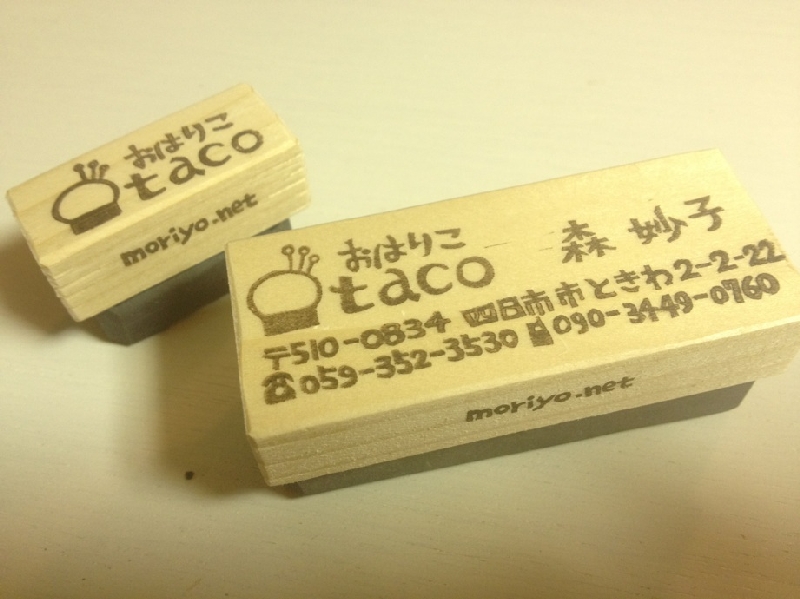 おはりこ
taco
moriyo.net
おはりこ
taco
森 妙子
〒510-0834 四日市市ときわ2-2-22
☎059-352-3530 📱090-3449-0760
moriyo.net